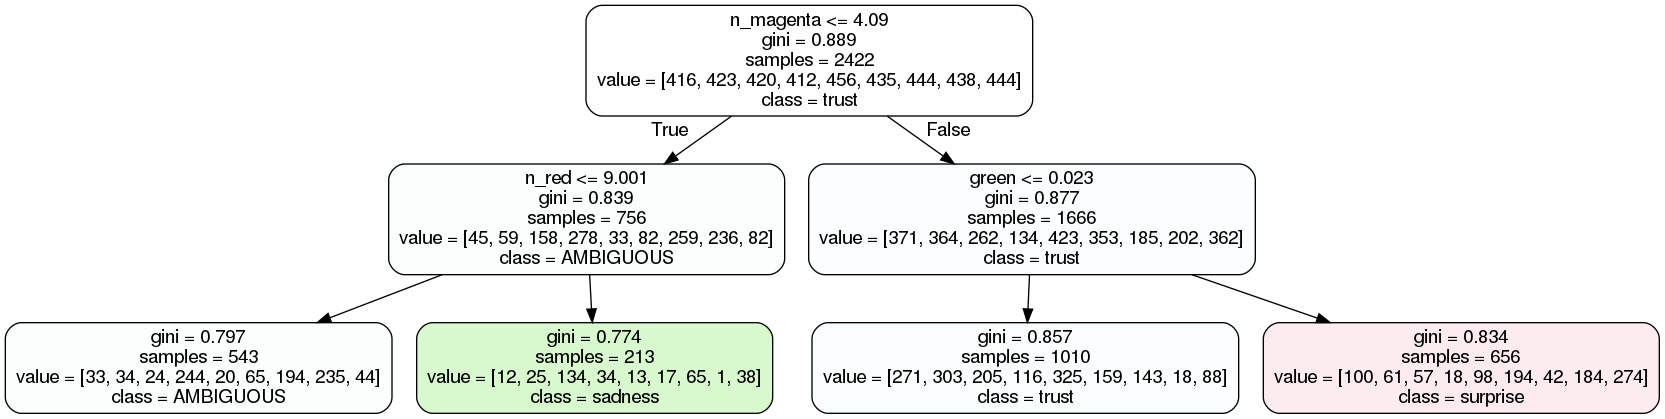 n_magenta <= 4.09
gini = 0.889
samples = 2422
value = [416, 423, 420, 412, 456, 435, 444, 438, 444]
class = trust
True
False
n_red <= 9.001
gini = 0.839
samples = 756
value = [45, 59, 158, 278, 33, 82, 259, 236, 82]
class = AMBIGUOUS
green <= 0.023
gini = 0.877
samples = 1666
value = [371, 364, 262, 134, 423, 353, 185, 202, 362]
class = trust
gini = 0.797
samples = 543
value = [33, 34, 24, 244, 20, 65, 194, 235, 44]
class = AMBIGUOUS
gini = 0.774
samples = 213
value = [12, 25, 134, 34, 13, 17, 65, 1, 38]
class = sadness
gini = 0.857
samples = 1010
value = [271, 303, 205, 116, 325, 159, 143, 18, 88]
class = trust
gini = 0.834
samples = 656
value = [100, 61, 57, 18, 98, 194, 42, 184, 274]
class = surprise